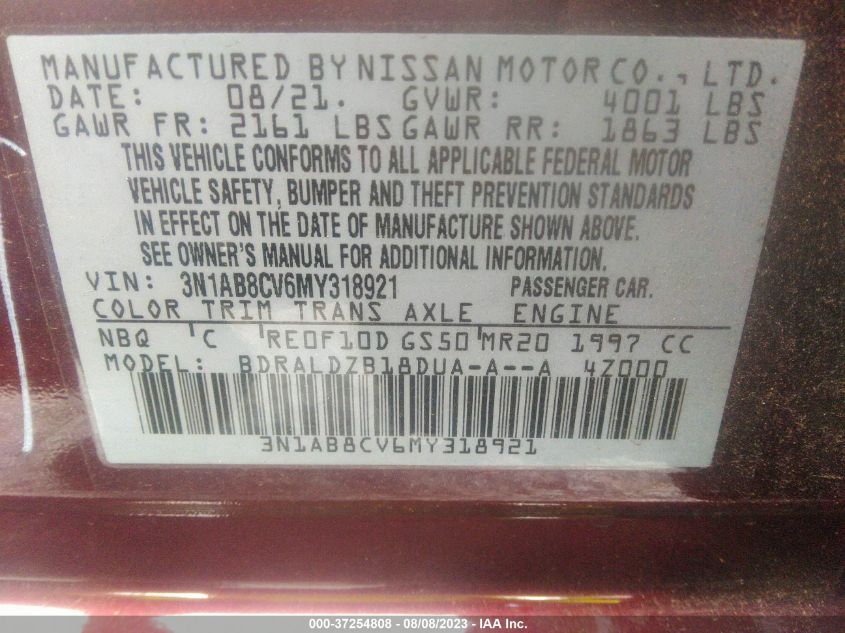 MANUFACTURED BY NISSAN MOTOR CO., LTD.
DATE: 08/21. GVWR: 4001 LBS
GAWR FR: 2161 LBS GAWR RR: 1863 LBS
THIS VEHICLE CONFORMS TO ALL APPLICABLE FEDERAL MOTOR
VEHICLE SAFETY, BUMPER AND THEFT PREVENTION STANDARDS
IN EFFECT ON THE DATE OF MANUFACTURE SHOWN ABOVE.
SEE OWNER'S MANUAL FOR ADDITIONAL INFORMATION.
VIN: 3N1AB8CV6MY318921 PASSENGER CAR.
COLOR TRIM TRANS AXLE ENGINE
NBQ C RE0F10D GS50 MR20 1997 CC
MODEL: BDRALDZB18DUA-A--A 4Z000
3N1AB8CV6MY318921
000-37254808 - 08/08/2023 - IAA Inc.